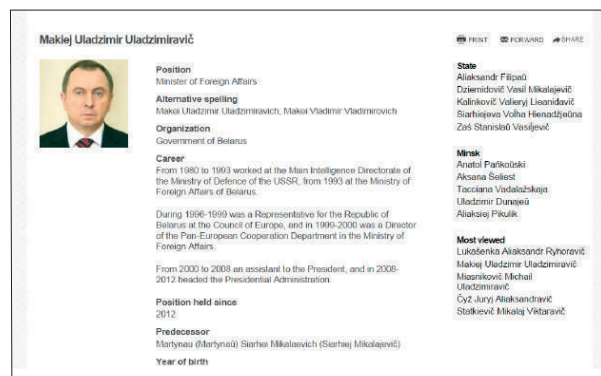 Makiej Uladzimir Uladzimiravič
PRINT FORWARD SHARE
Position
Minister of Foreign Affairs
Alternative spelling
Makei Uladzimir Uladzimiravich, Makei Vladimir Vladimirovich
Organization
Government of Belarus
Career
From 1980 to 1993 worked at the Main Intelligence Directorate of
the Ministry of Defence of the USSR, from 1993 at the Ministry of
Foreign Affairs of Belarus.
During 1996-1999 was a Representative for the Republic of
Belarus at the Council of Europe, and in 1999-2000 was a Director
of the Pan-European Cooperation Department in the Ministry of
Foreign Affairs.
From 2000 to 2008 an assistant to the President, and in 2008-
2012 headed the Presidential Administration.
Position held since
2012
Predecessor
Martynau (Martynaŭ) Siarhei Mikalaevich (Siarhiej Mikalajevič)
Year of birth
State
Aliaksandr Filipaŭ
Dziemidovič Vasil Mikalajevič
Kalinkovič Valieryj Lieanidavič
Siarhiejeva Voĺha Hienadźjeŭna
Zaś Stanislaŭ Vasiĺjevič
Minsk
Anatol Pańkoŭski
Aksana Šeliest
Tacciana Vadalažskaja
Uladzimir Dunajeŭ
Aliaksiej Pikulik
Most viewed
Lukašenka Aliaksandr Ryhoravič
Makiej Uladzimir Uladzimiravič
Miasnikovič Michail
Uladzimiravič
Čyž Juryj Aliaksandravič
Statkievič Mikalaj Viktaravič